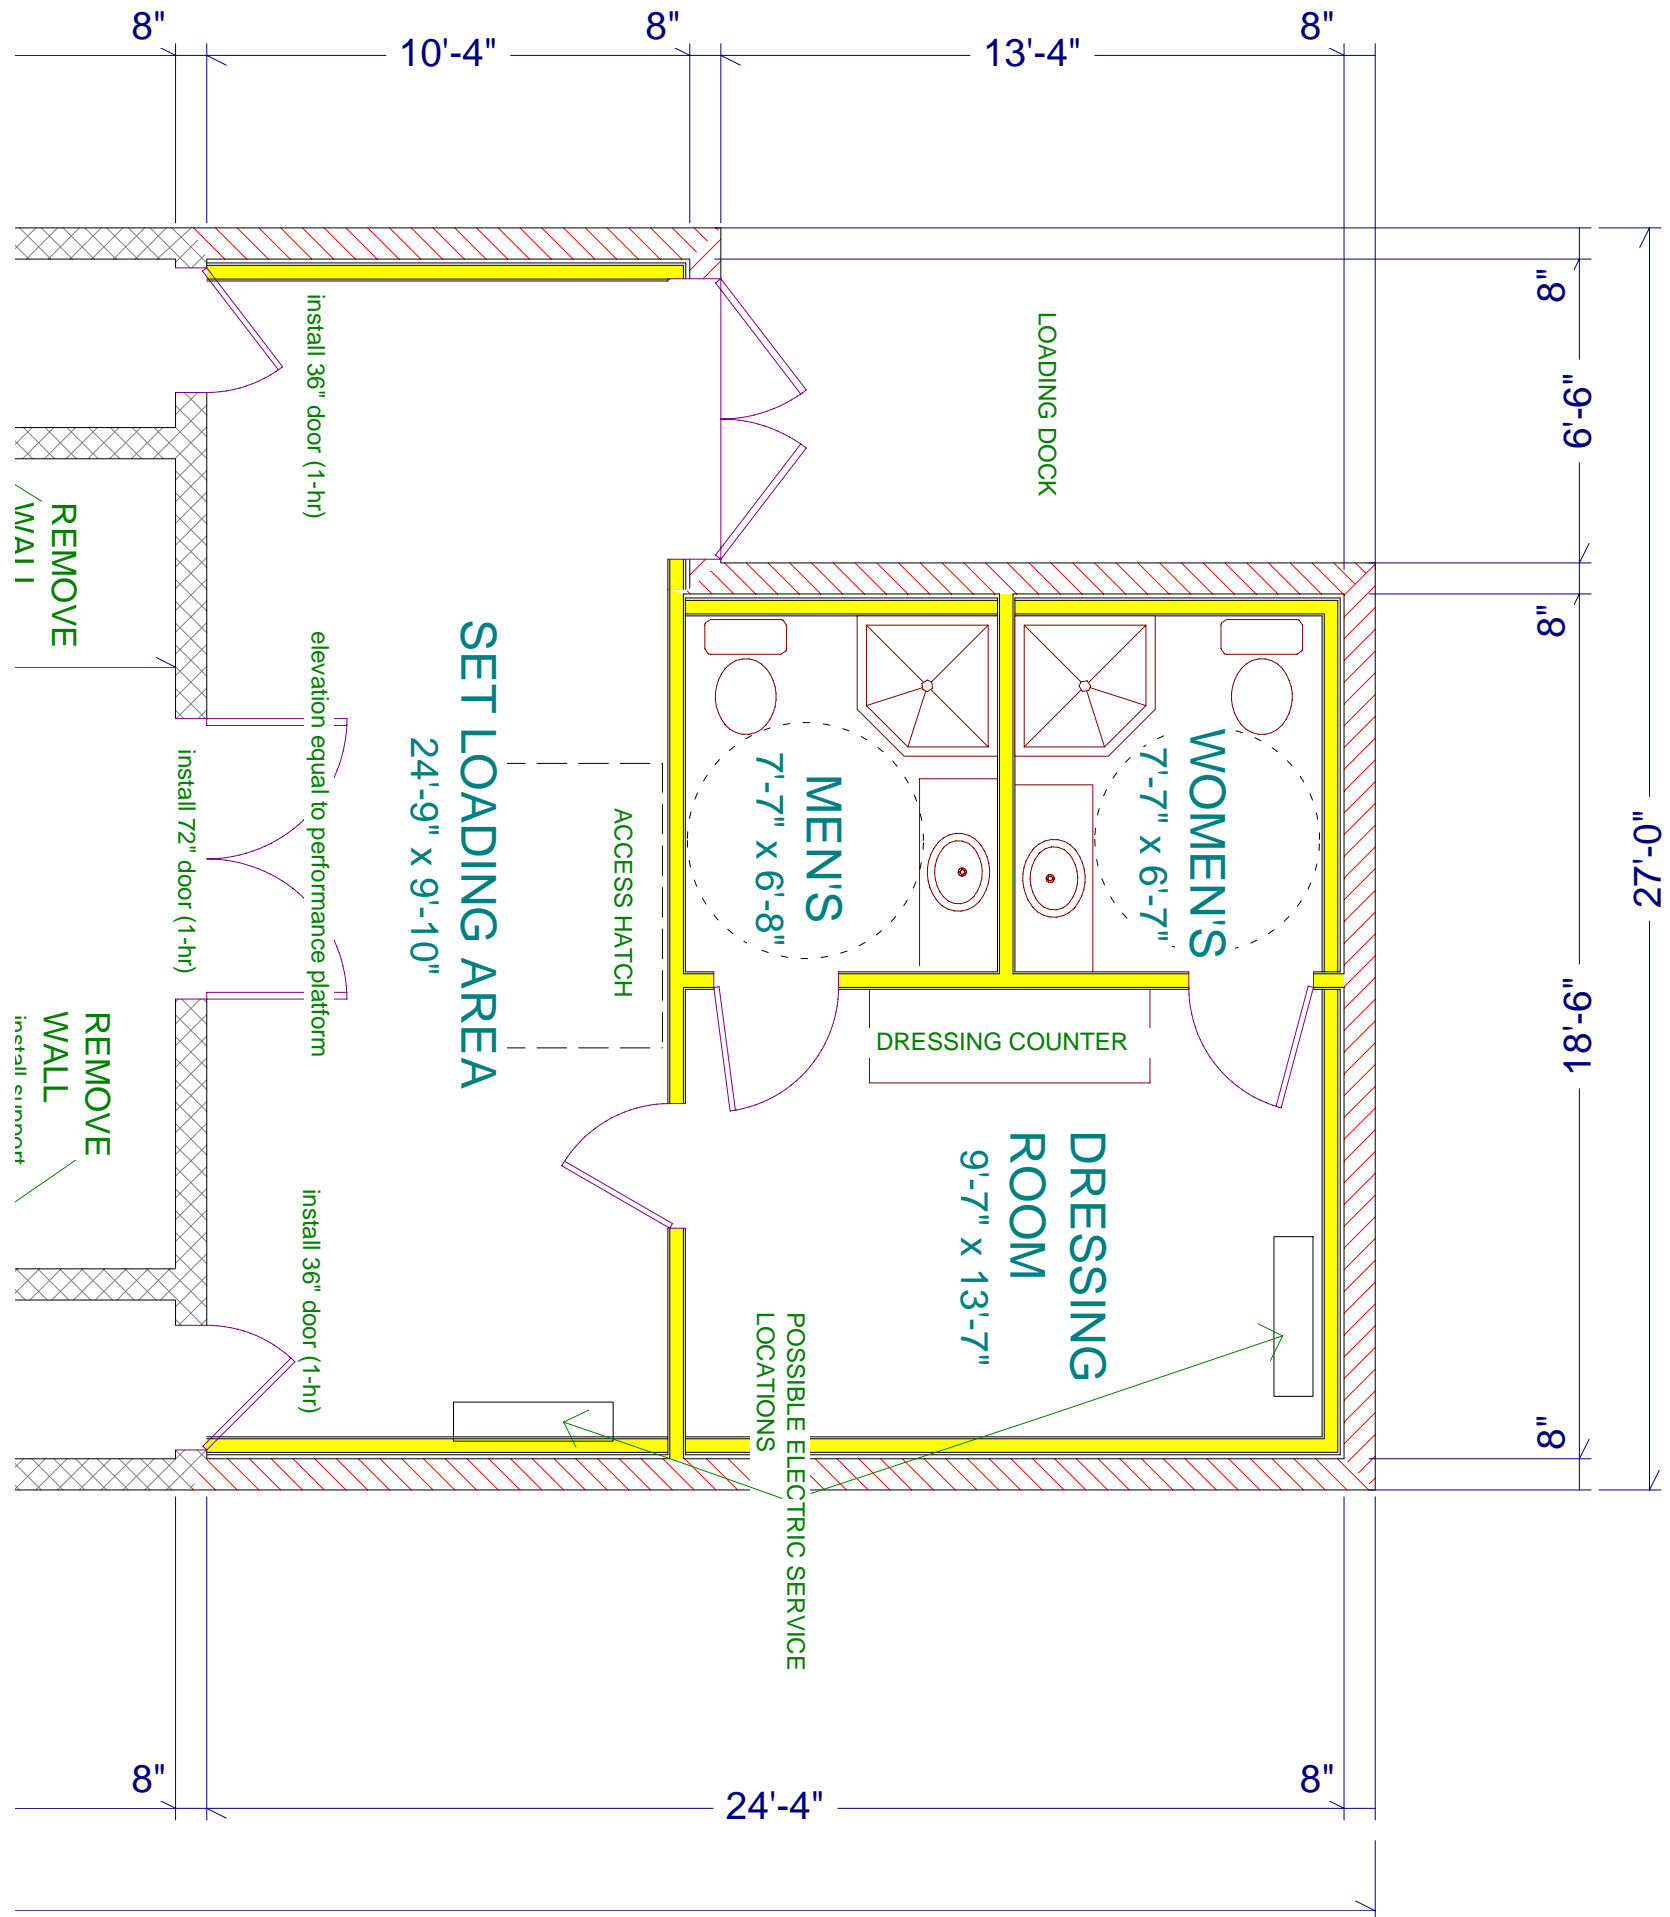 8"
10'-4"
8"
13'-4"
8"
8"
6'-6"
8"
27'-0"
18'-6"
8"
LOADING DOCK
install 36" door (1-hr)
REMOVE
WALL
elevation equal to performance platform
install 72" door (1-hr)
SET LOADING AREA
24'-9" x 9'-10"
ACCESS HATCH
MEN'S
7'-7" x 6'-8"
WOMEN'S
7'-7" x 6'-7"
DRESSING COUNTER
DRESSING
ROOM
9'-7" x 13'-7"
REMOVE
WALL
install support
install 36" door (1-hr)
POSSIBLE ELECTRIC SERVICE
LOCATIONS
8"
24'-4"
8"